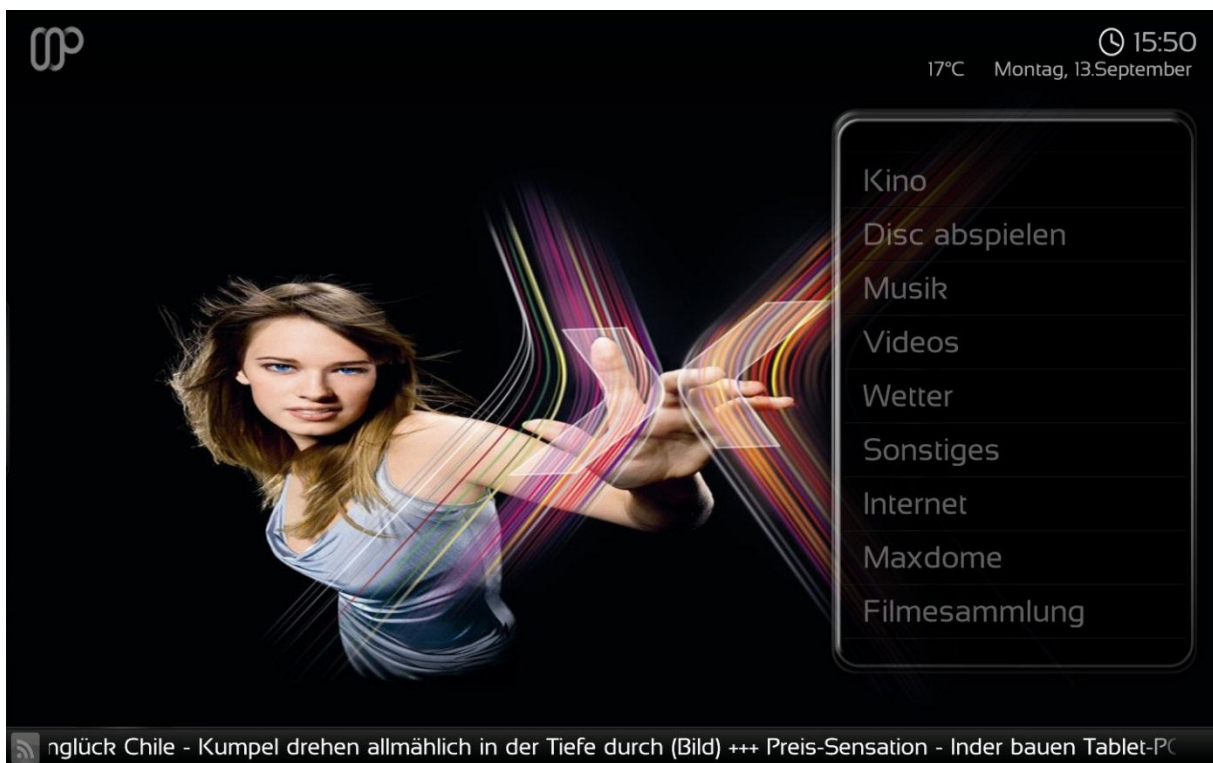 15:50
17°C Montag, 13.September
Kino
Disc abspielen
Musik
Videos
Wetter
Sonstiges
Internet
Maxdome
Filmesammlung
nglück Chile - Kumpel drehen allmählich in der Tiefe durch (Bild) +++ Preis-Sensation - Inder bauen Tablet-PC